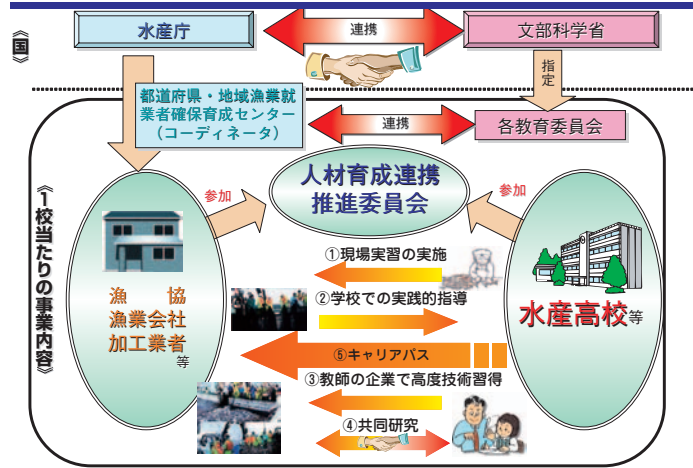 《国》
水産庁
連携
文部科学省
指定
都道府県・地域漁業就
業者確保育成センター
（コーディネータ）
連携
各教育委員会
《1校当たりの事業内容》
参加
人材育成連携
推進委員会
参加
漁　協
漁業会社
加工業者
等
①現場実習の実施
②学校での実践的指導
⑤キャリアパス
③教師の企業で高度技術習得
④共同研究
水産高校等